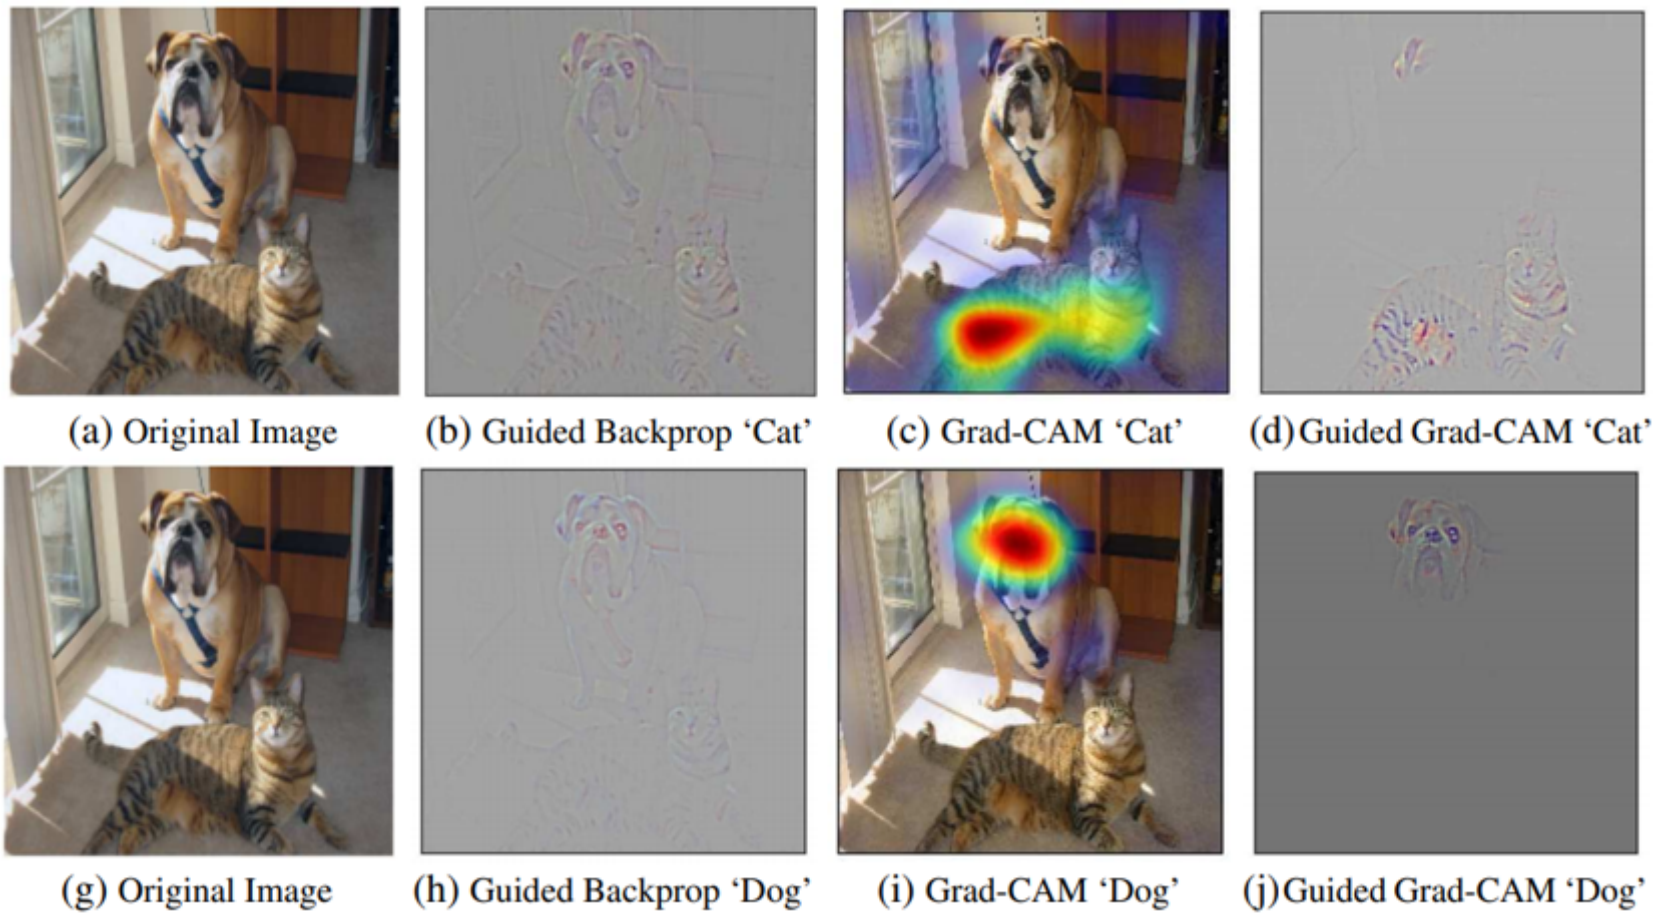 (a) Original Image
(b) Guided Backprop ‘Cat’
(c) Grad-CAM ‘Cat’
(d)Guided Grad-CAM ‘Cat’
(g) Original Image
(h) Guided Backprop ‘Dog’
(i) Grad-CAM ‘Dog’
(j)Guided Grad-CAM ‘Dog’